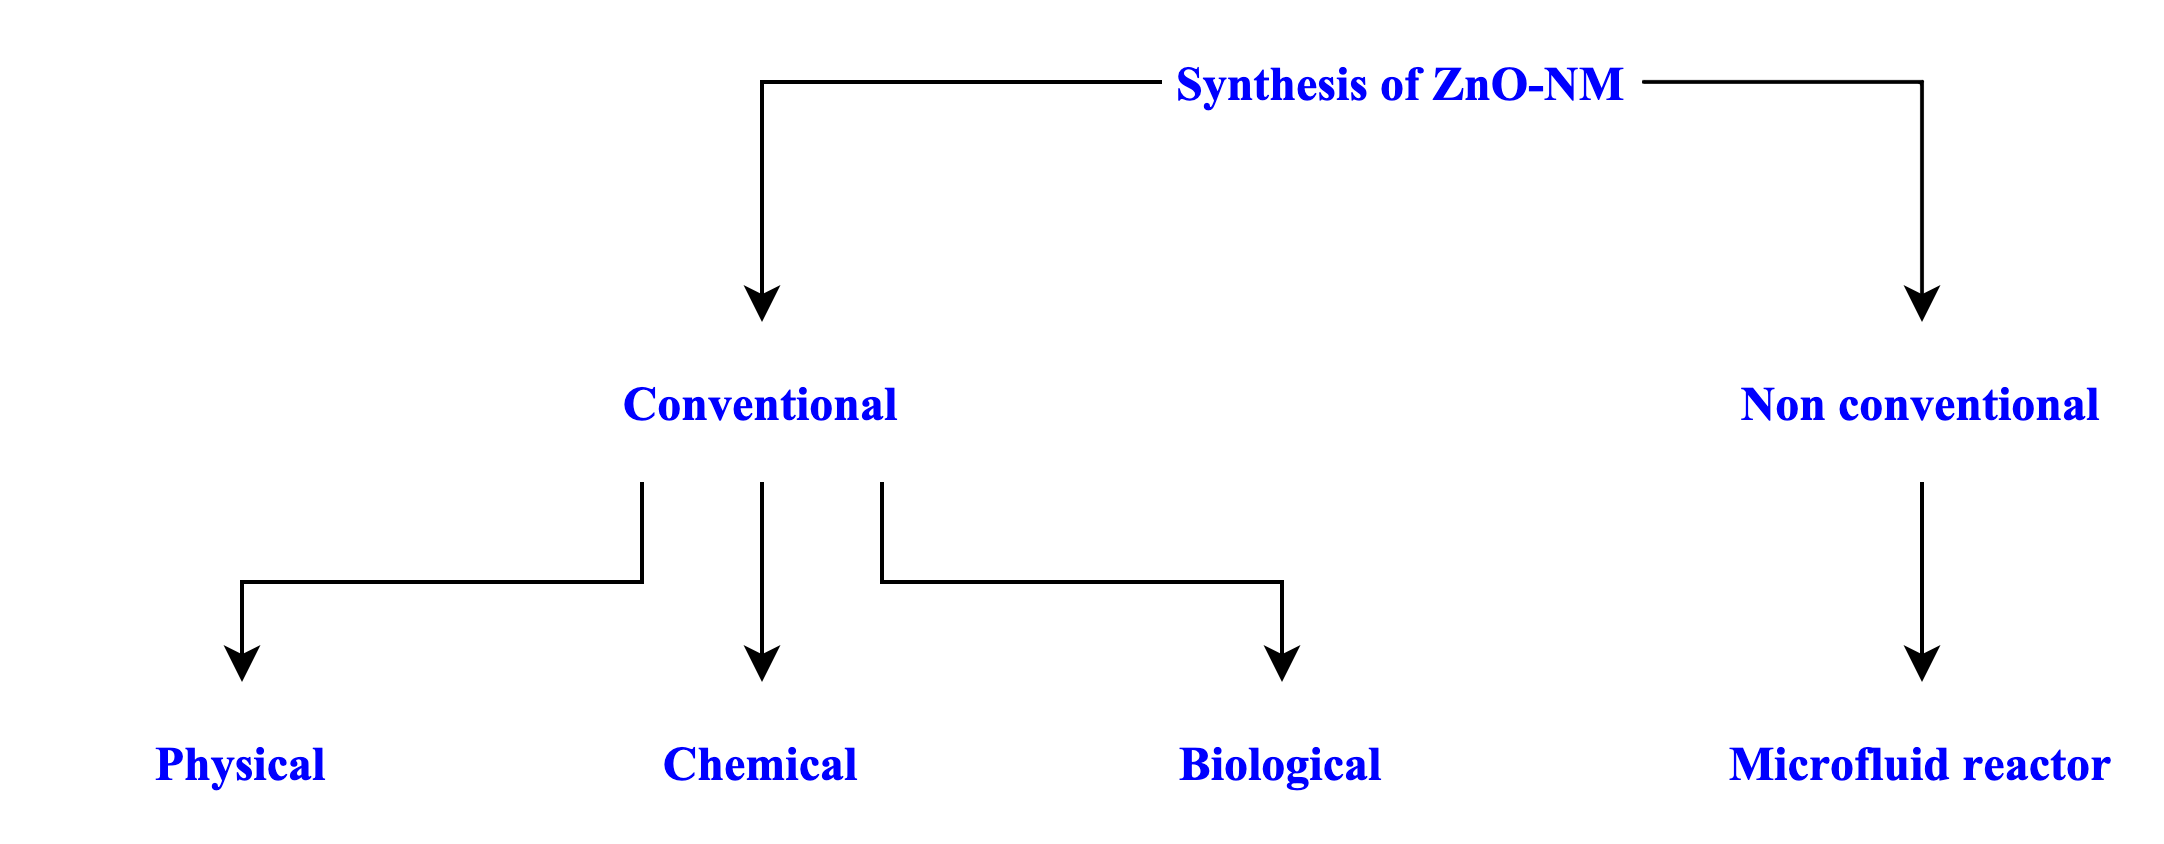 Synthesis of ZnO-NM
Conventional
Non conventional
Physical
Chemical
Biological
Microfluid reactor